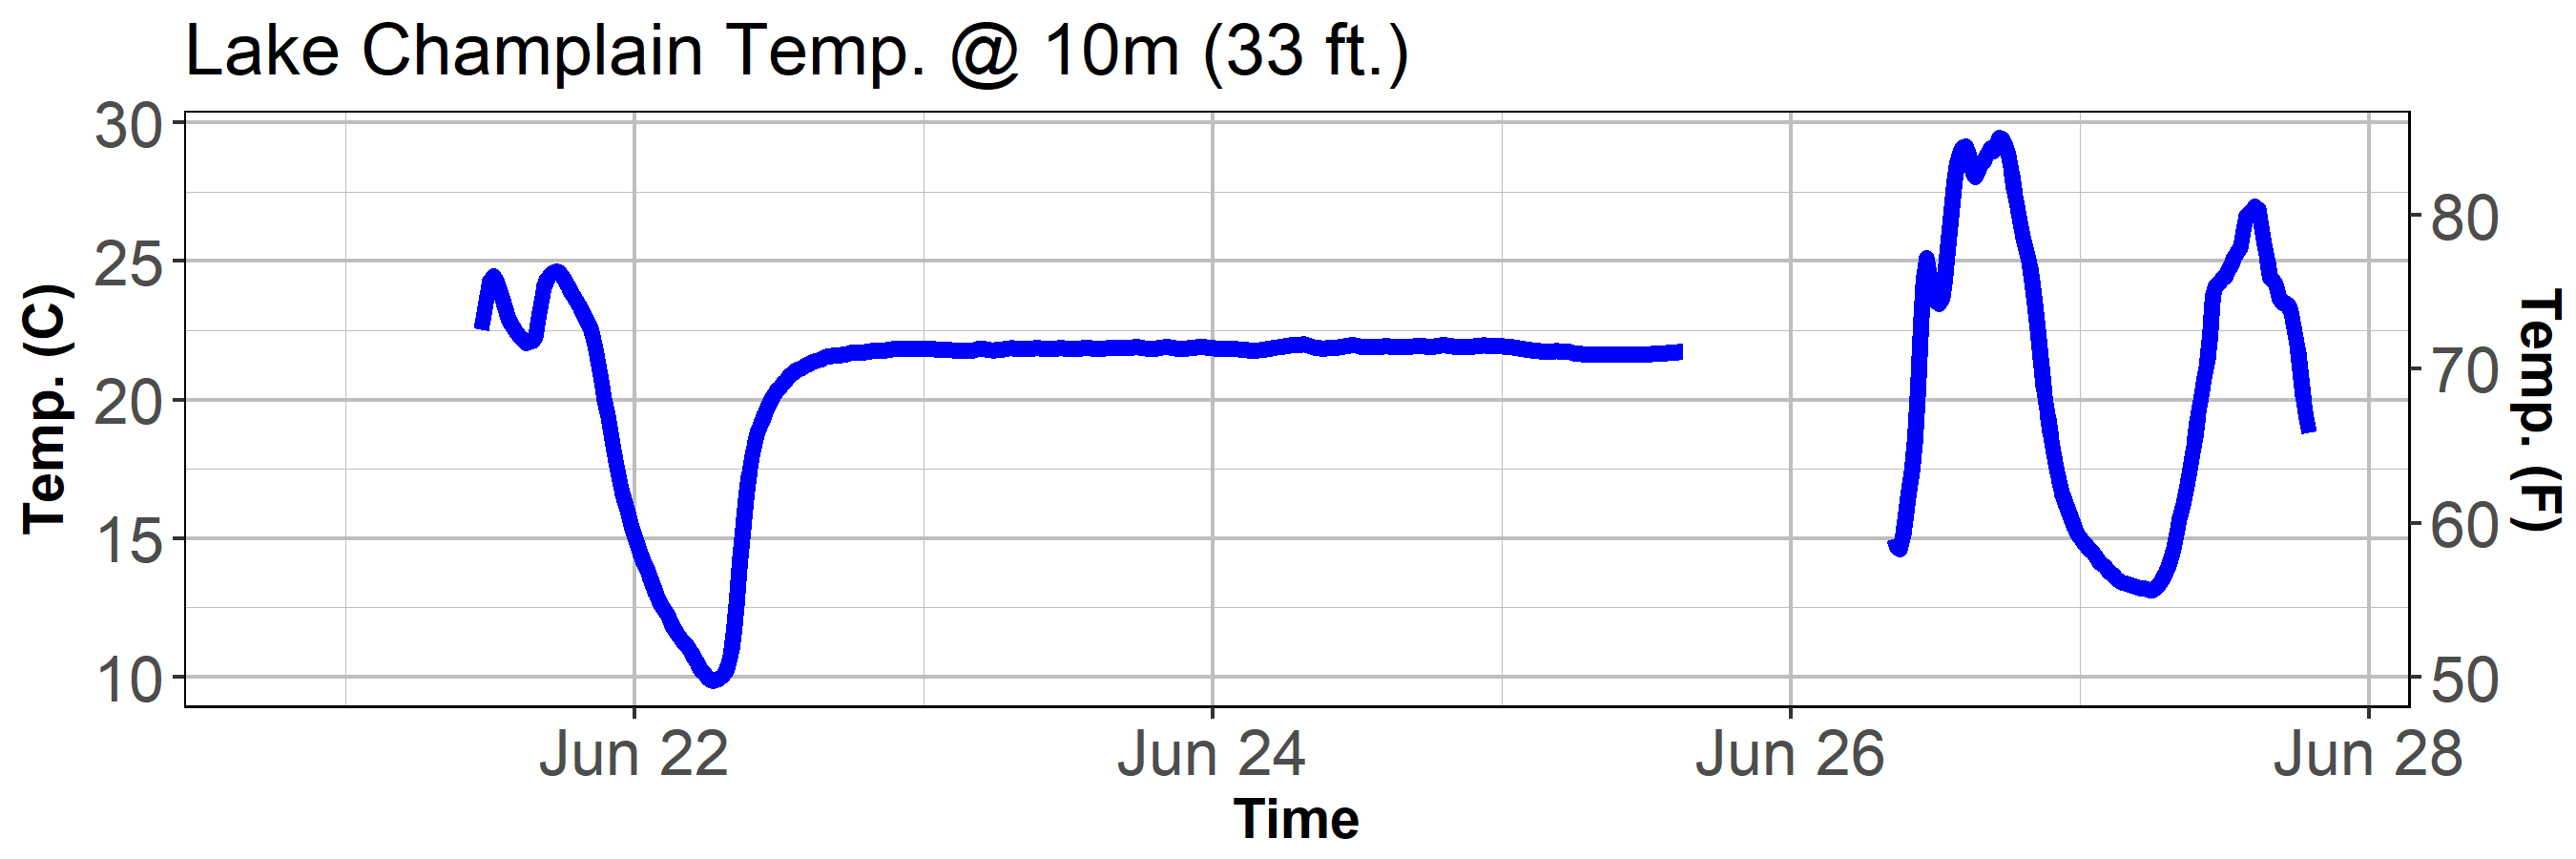 Lake Champlain Temp. @ 10m (33 ft.)
Temp. (C)
30
25
20
15
10
80
70
60
50
Temp. (F)
Jun 22
Jun 24
Jun 26
Jun 28
Time